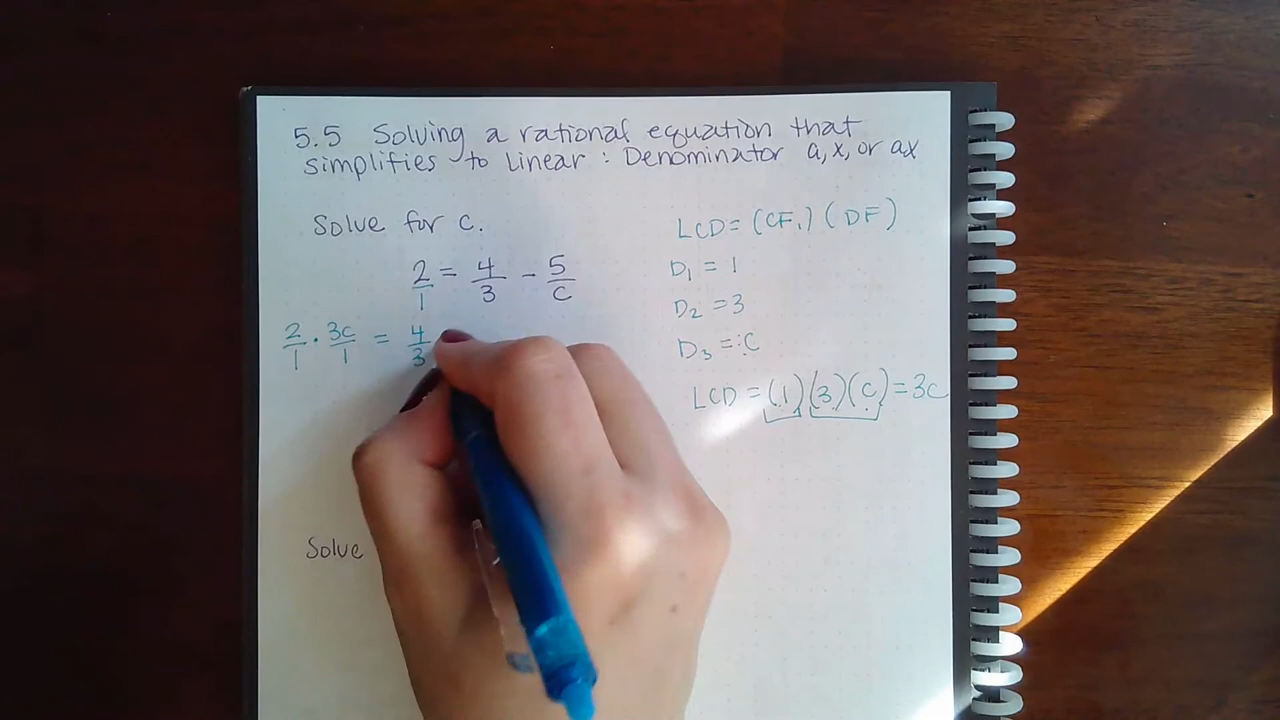 5.5 Solving a rational equation that
simplifies to linear : Denominator a, x, or ax
Solve for c.
2/1 = 4/3 - 5/c
2/1 · 3c/1 = 4/3
Solve
LCD = (CF,) (DF)
D₁ = 1
D₂ = 3
D₃ = c
LCD = (1)(3)(c) = 3c